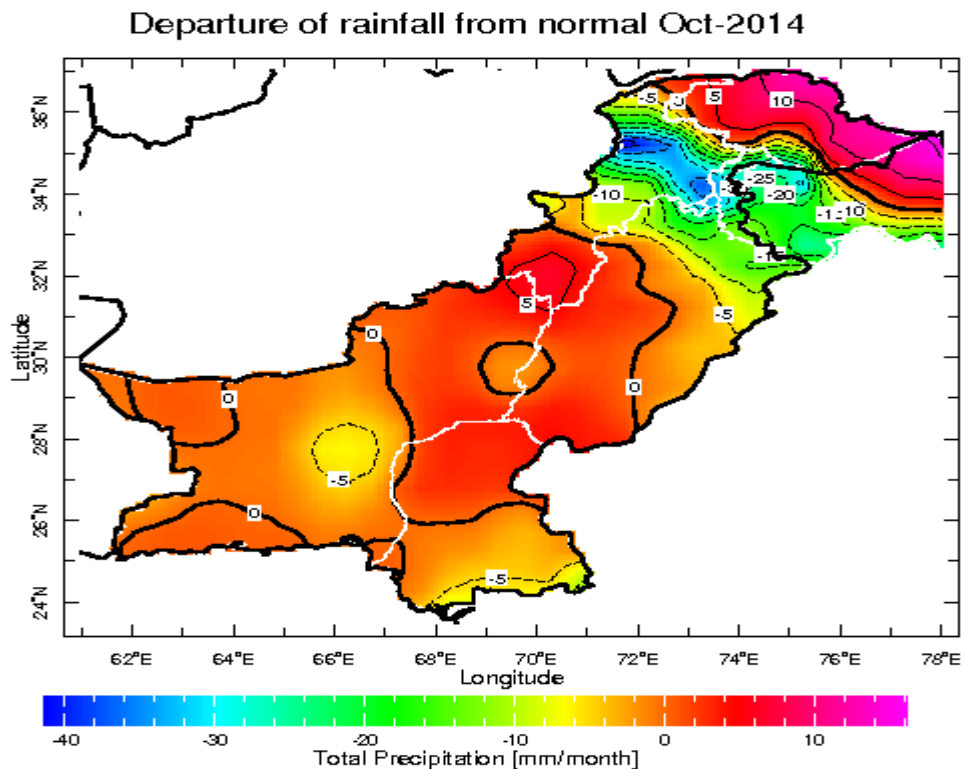 Departure of rainfall from normal Oct-2014
36°N
34°N
32°N
30°N
28°N
26°N
24°N
Latitude
-5
5
10
-25
-20
-10
-10
5
-5
0
0
0
-5
0
-5
62°E 64°E 66°E 68°E 70°E 72°E 74°E 76°E 78°E
Longitude
-40 -30 -20 -10 0 10
Total Precipitation [mm/month]